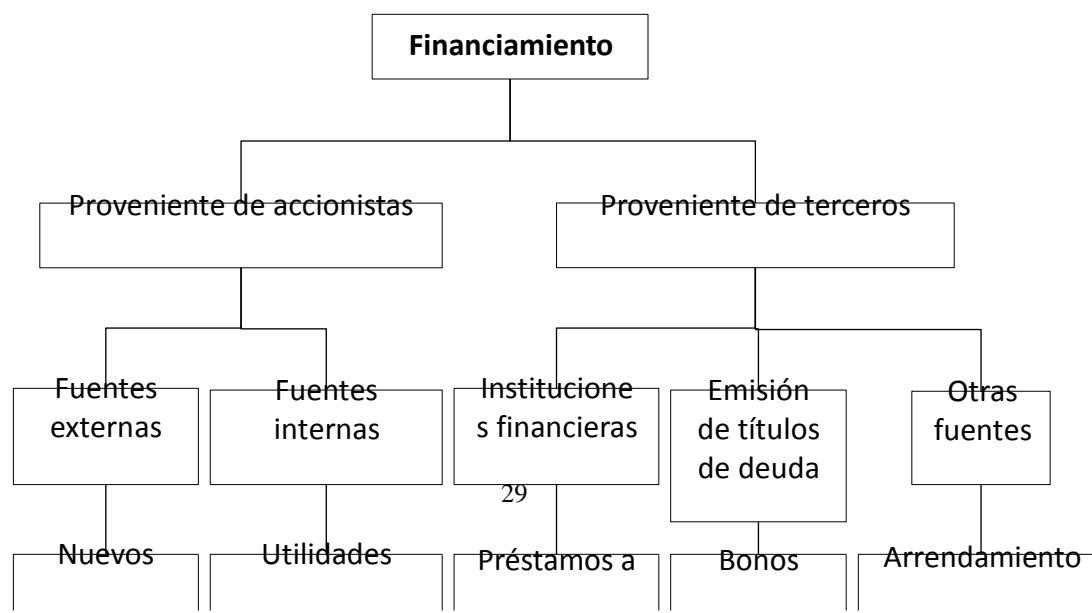 Financiamiento
Proveniente de accionistas
Proveniente de terceros
Fuentes
externas
Fuentes
internas
Institucione
s financieras
Emisión
de títulos
de deuda
Otras
fuentes
29
Nuevos
Utilidades
Préstamos a
Bonos
Arrendamiento